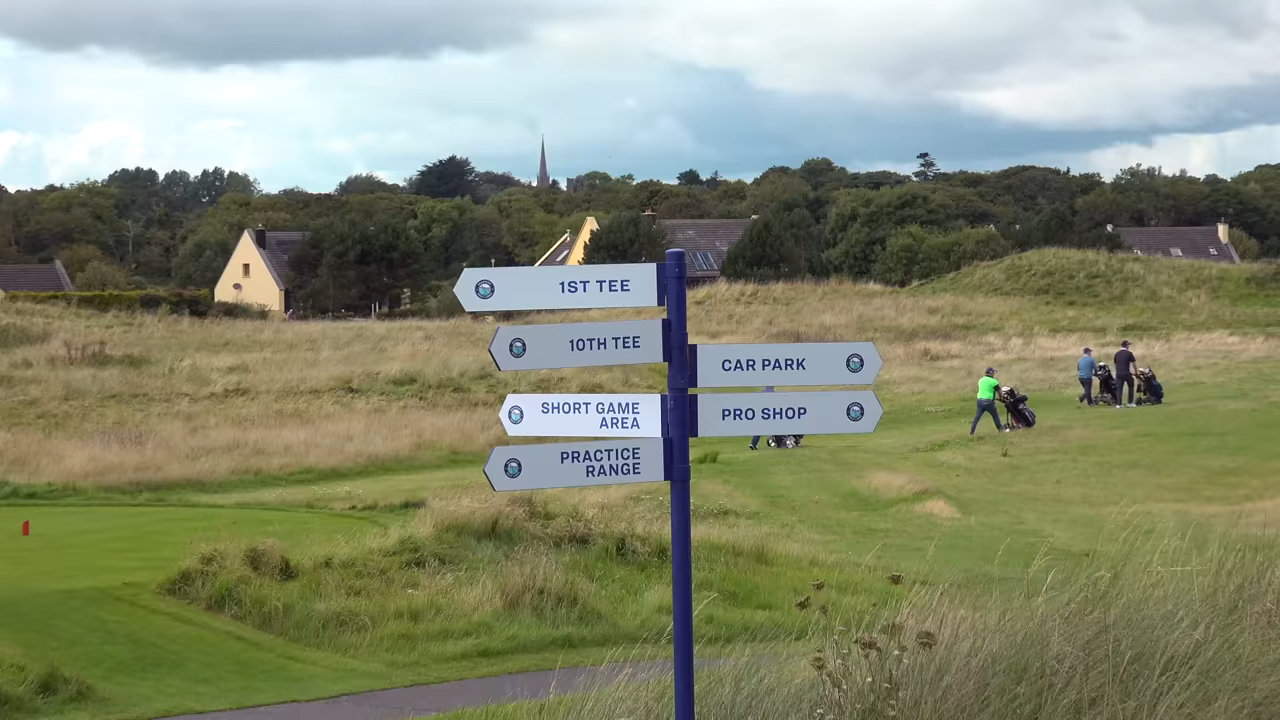 1ST TEE
10TH TEE
SHORT GAME
AREA
PRACTICE
RANGE
CAR PARK
PRO SHOP